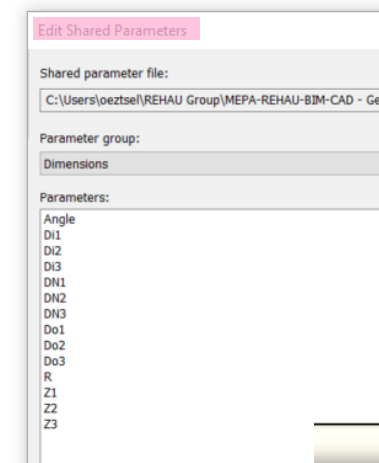 Edit Shared Parameters
Shared parameter file:
C:\Users\oeztsel\REHAU Group\MEPA-REHAU-BIM-CAD - Ge
Parameter group:
Dimensions
Parameters:
Angle
Di1
Di2
Di3
DN1
DN2
DN3
Do1
Do2
Do3
R
Z1
Z2
Z3